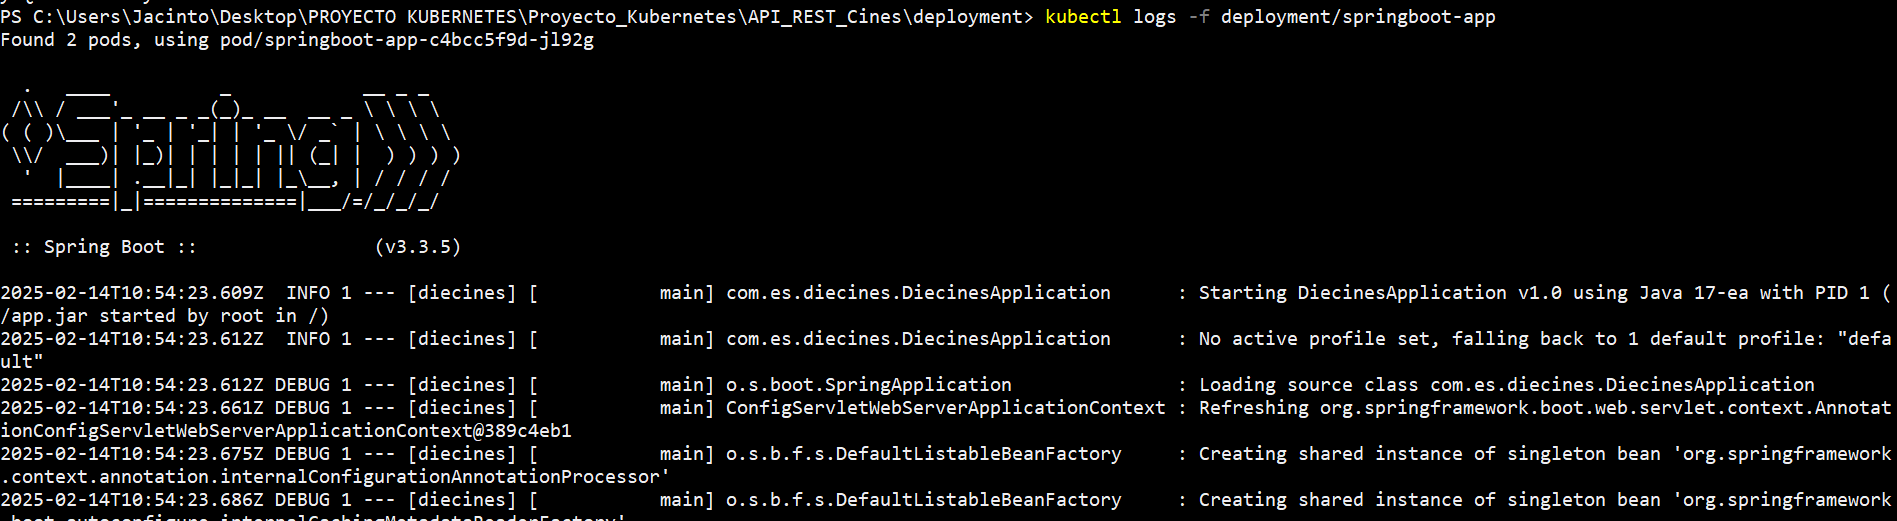 PS C:\Users\Jacinto\Desktop\PROYECTO KUBERNETES\Proyecto_Kubernetes\API_REST_Cines\deployment> kubectl logs -f deployment/springboot-app
Found 2 pods, using pod/springboot-app-c4bcc5f9d-jl92g
  .   ____          _            __ _ _
 /\\ / ___'_ __ _ _(_)_ __  __ _ \ \ \ \
( ( )\___ | '_ | '_| | '_ \/ _` | \ \ \ \
 \\/  ___)| |_)| | | | | || (_| |  ) ) ) )
  '  |____| .__|_| |_|_| |_\__, | / / / /
 =========|_|==============|___/=/_/_/_/
 :: Spring Boot ::                (v3.3.5)
2025-02-14T10:54:23.609Z  INFO 1 --- [diecines] [           main] com.es.diecines.DiecinesApplication      : Starting DiecinesApplication v1.0 using Java 17-ea with PID 1 (
/app.jar started by root in /)
2025-02-14T10:54:23.612Z  INFO 1 --- [diecines] [           main] com.es.diecines.DiecinesApplication      : No active profile set, falling back to 1 default profile: "defa
ult"
2025-02-14T10:54:23.612Z DEBUG 1 --- [diecines] [           main] o.s.boot.SpringApplication               : Loading source class com.es.diecines.DiecinesApplication
2025-02-14T10:54:23.661Z DEBUG 1 --- [diecines] [           main] ConfigServletWebServerApplicationContext : Refreshing org.springframework.boot.web.servlet.context.Annotat
ionConfigServletWebServerApplicationContext@389c4eb1
2025-02-14T10:54:23.675Z DEBUG 1 --- [diecines] [           main] o.s.b.f.s.DefaultListableBeanFactory     : Creating shared instance of singleton bean 'org.springframework
.context.annotation.internalConfigurationAnnotationProcessor'
2025-02-14T10:54:23.686Z DEBUG 1 --- [diecines] [           main] o.s.b.f.s.DefaultListableBeanFactory     : Creating shared instance of singleton bean 'org.springframework
.boot.autoconfigure.internalCachingMetadataReaderFactory'